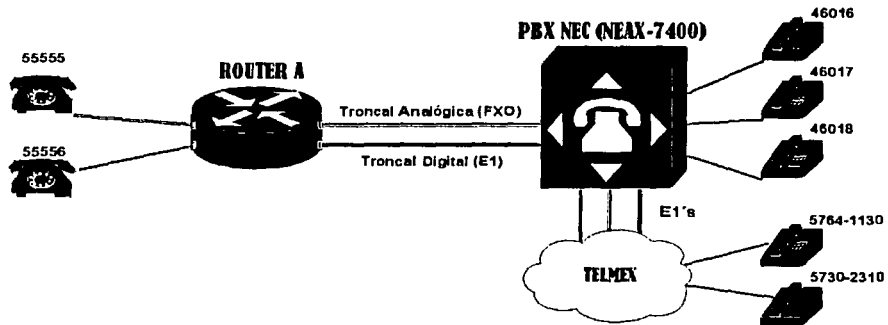 PBX NEC (NEAX-7400)
46016
55555
ROUTER A
46017
Troncal Analógica (FXO)
55556
46018
Troncal Digital (E1)
E1´s
5764-1130
TELMEX
5730-2310